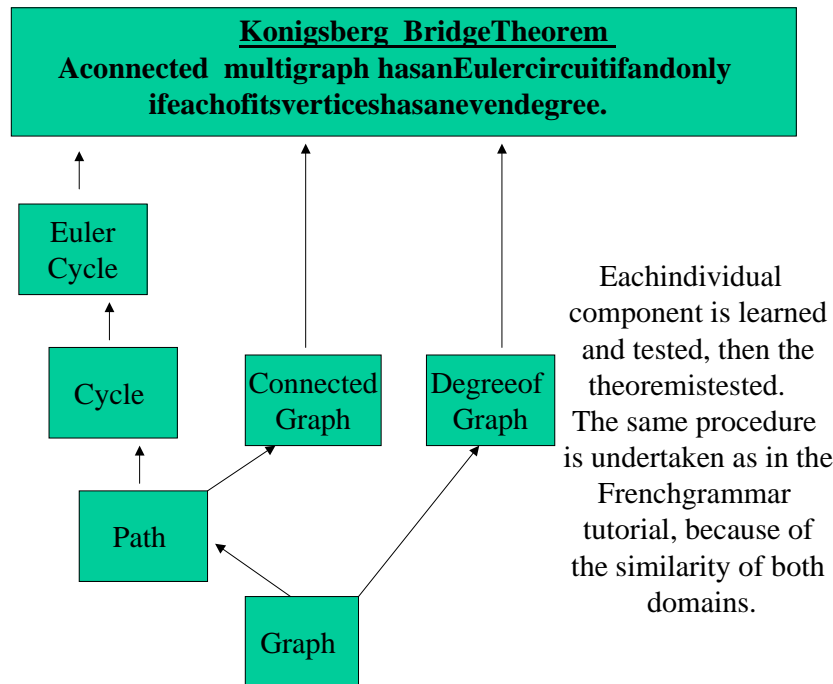 Konigsberg BridgeTheorem
Aconnected multigraph hasanEulercircuitifandonly
ifeachofitsverticeshasanevendegree.
Euler
Cycle
Cycle
Connected
Graph
Degreeof
Graph
Path
Graph
Eachindividual
component is learned
and tested, then the
theoremistested.
The same procedure
is undertaken as in the
Frenchgrammar
tutorial, because of
the similarity of both
domains.